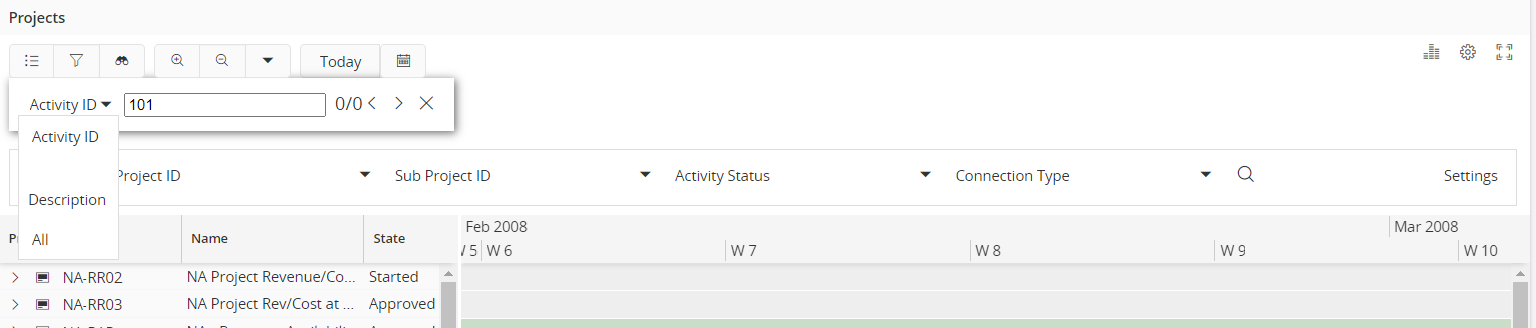 Projects
Today
Activity ID 101 0/0
Activity ID
Description
All
Project ID Sub Project ID Activity Status Connection Type Settings
Name State
Feb 2008 Mar 2008
W 6 W 7 W 8 W 9 W 10
NA-RR02 NA Project Revenue/Co... Started
NA-RR03 NA Project Rev/Cost at ... Approved